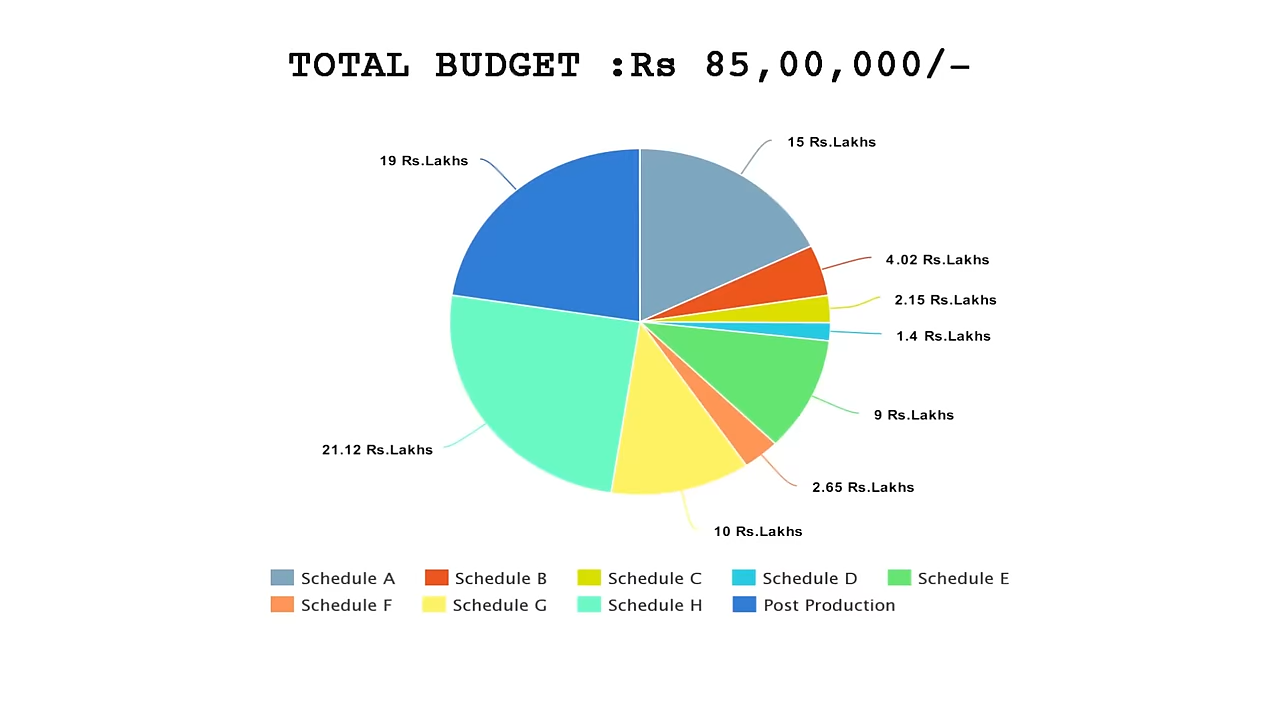 TOTAL BUDGET :Rs 85,00,000/-
15 Rs.Lakhs
19 Rs.Lakhs
4.02 Rs.Lakhs
2.15 Rs.Lakhs
1.4 Rs.Lakhs
9 Rs.Lakhs
21.12 Rs.Lakhs
2.65 Rs.Lakhs
10 Rs.Lakhs
Schedule A Schedule B Schedule C Schedule D Schedule E
Schedule F Schedule G Schedule H Post Production